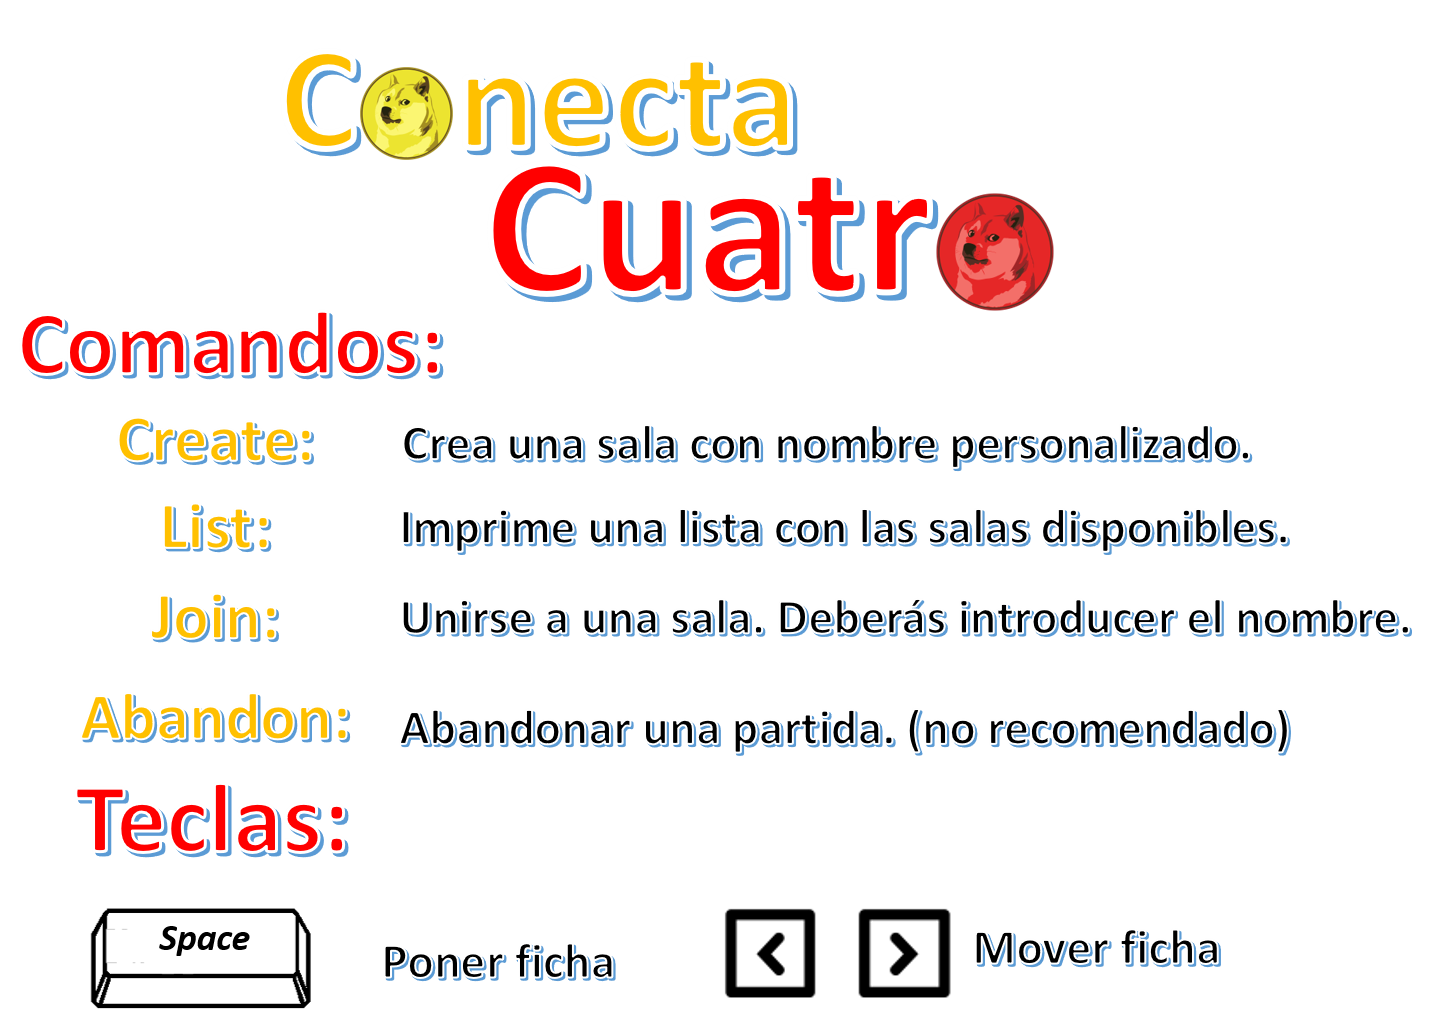 Conecta
Cuatro
Comandos:
Create: Crea una sala con nombre personalizado.
List: Imprime una lista con las salas disponibles.
Join: Unirse a una sala. Deberás introducer el nombre.
Abandon: Abandonar una partida. (no recomendado)
Teclas:
Space Poner ficha < > Mover ficha